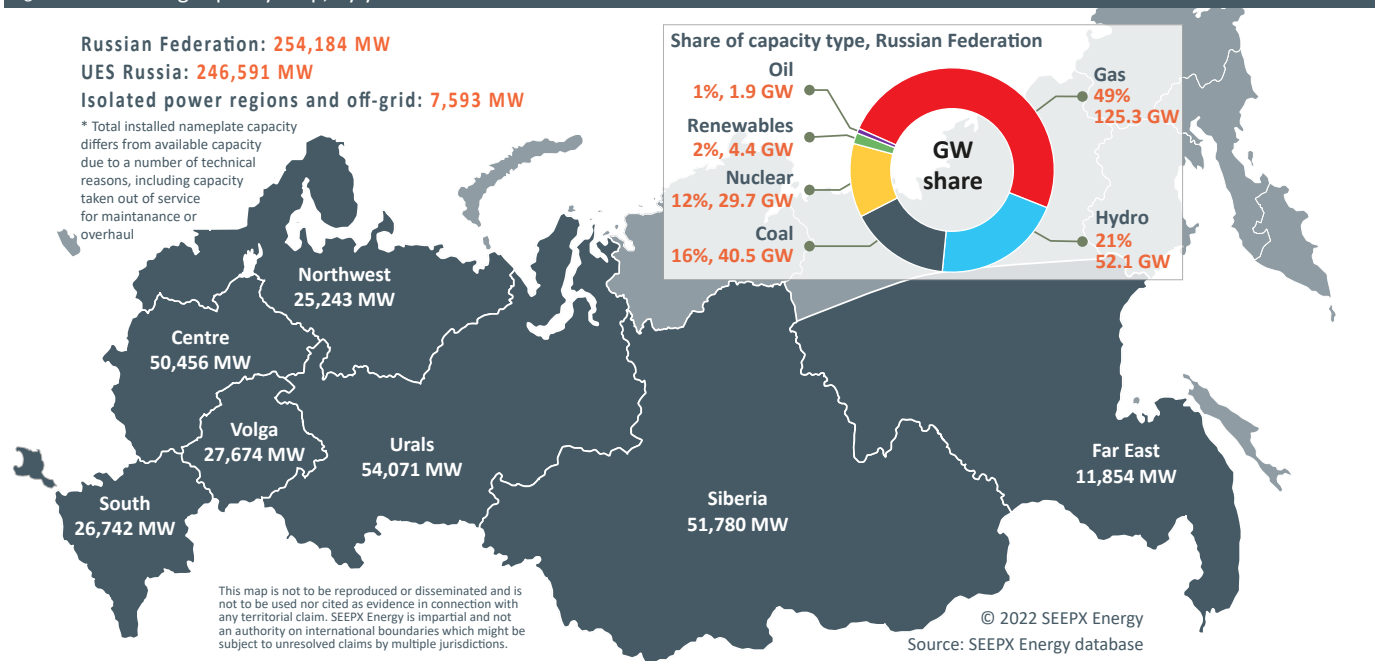 Russian Federation: 254,184 MW
UES Russia: 246,591 MW
Isolated power regions and off-grid: 7,593 MW
* Total installed nameplate capacity
differs from available capacity
due to a number of technical
reasons, including capacity
taken out of service
for maintanance or
overhaul
Share of capacity type, Russian Federation
Oil
1%, 1.9 GW
Renewables
2%, 4.4 GW
Nuclear
12%, 29.7 GW
Coal
16%, 40.5 GW
GW
share
Gas
49%
125.3 GW
Hydro
21%
52.1 GW
Northwest
25,243 MW
Centre
50,456 MW
Volga
27,674 MW
Urals
54,071 MW
South
26,742 MW
Siberia
51,780 MW
Far East
11,854 MW
This map is not to be reproduced or disseminated and is
not to be used nor cited as evidence in connection with
any territorial claim. SEEPX Energy is impartial and not
an authority on international boundaries which might be
subject to unresolved claims by multiple jurisdictions.
© 2022 SEEPX Energy
Source: SEEPX Energy database